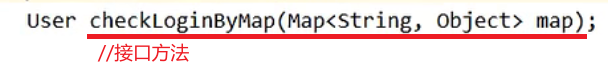 User checkLoginByMap(Map<String, Object> map);
//接口方法